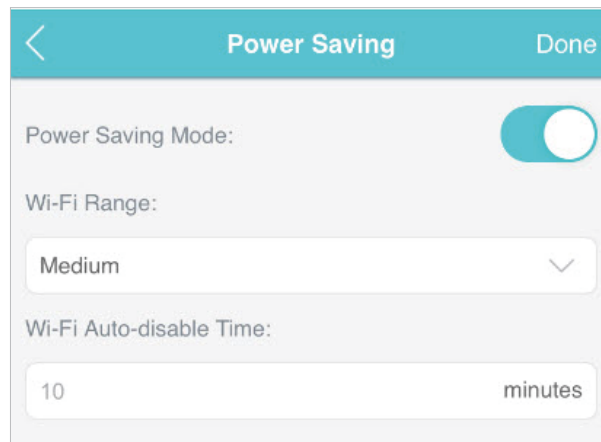 Power Saving Done
Power Saving Mode:
Wi-Fi Range:
Medium
Wi-Fi Auto-disable Time:
10 minutes